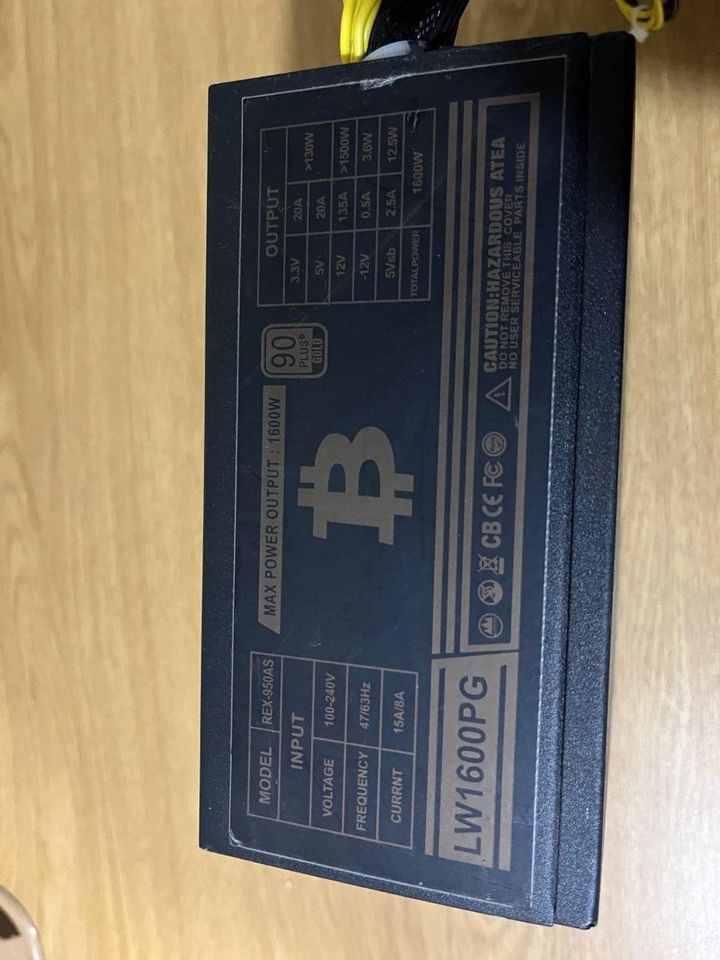 MODEL REX-950AS
INPUT
VOLTAGE 100-240V
FREQUENCY 47/63Hz
CURRNT 15A/8A
MAX POWER OUTPUT : 1600W
90
PLUS®
GOLD
OUTPUT
3.3V 20A >130W
5V 20A
12V 135A >1500W
-12V 0.5A 3.6W
5Vsb 2.5A 12.5W
TOTALPOWER 1600W
LW1600PG
CB CE FC
CAUTION:HAZARDOUS ATEA
DO NOT REMOVE THIS COVER
NO USER SERVICEABLE PARTS INSIDE